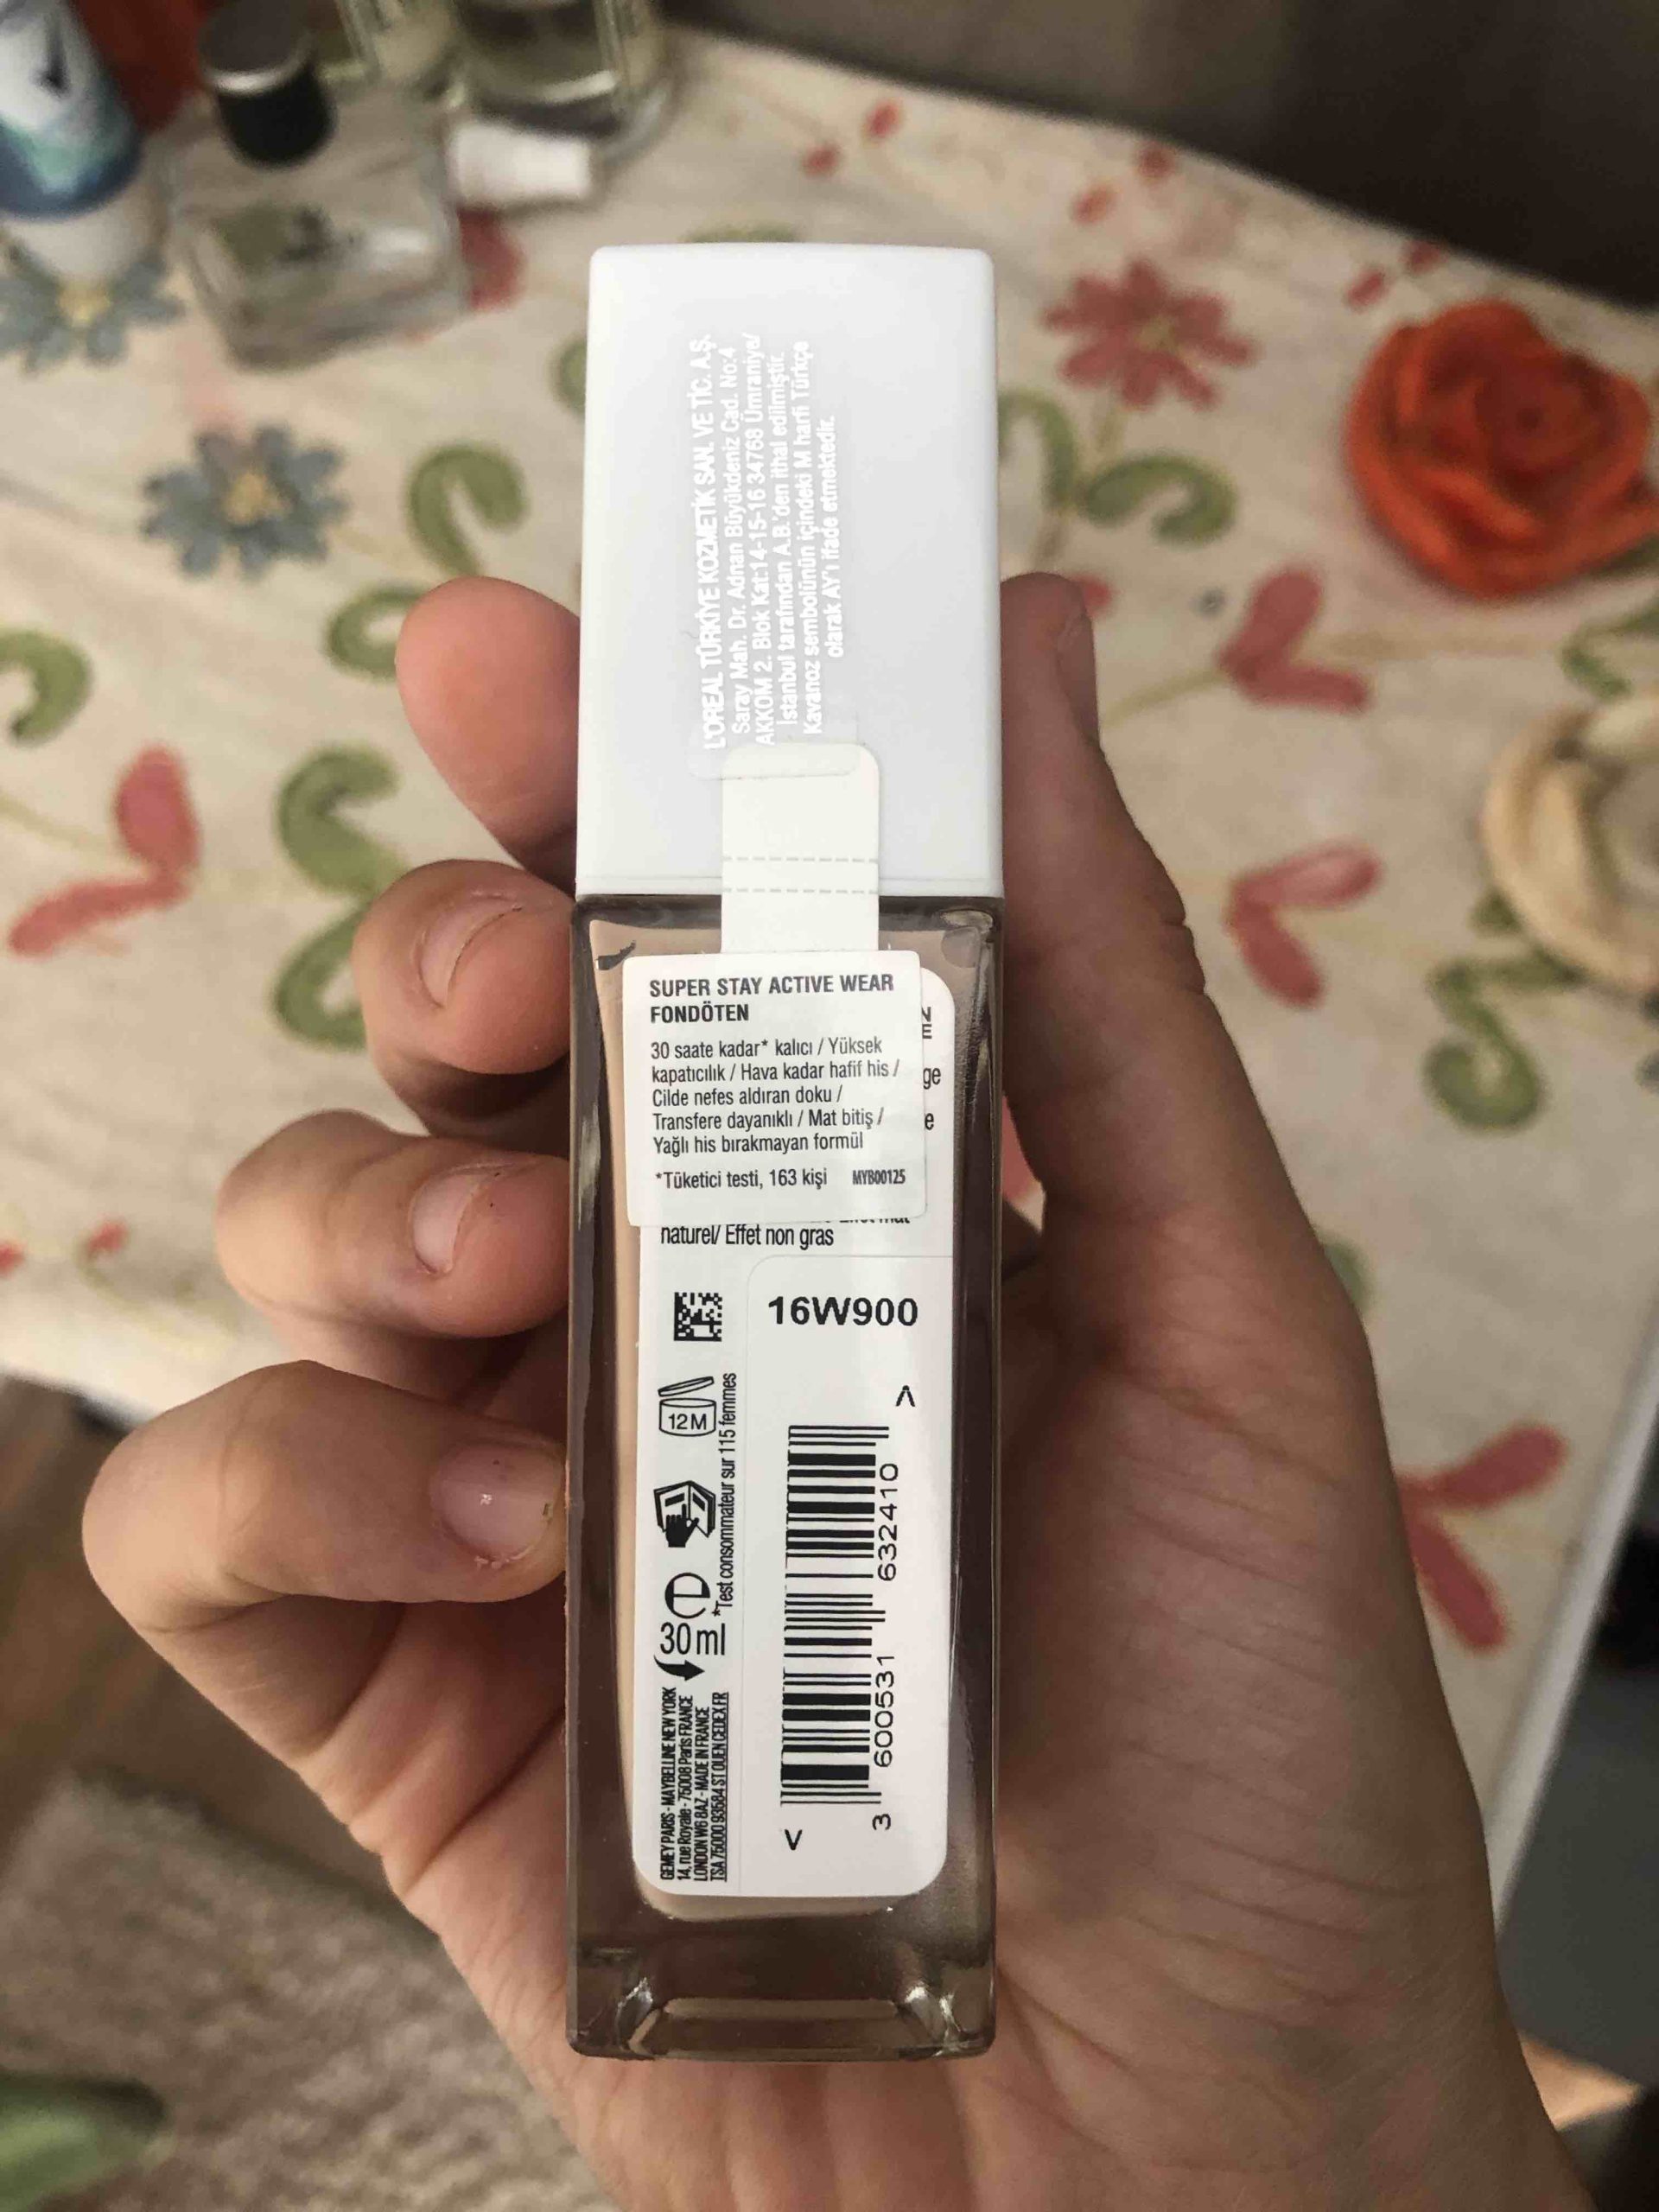 L'OREAL TÜRKİYE KOZMETİK SAN. VE TİC. A.Ş.
Saray Mah. Dr. Adnan Büyükdeniz Cad. No:4
AKKOM 2. Blok Kat:14-15-16 34768 Ümraniye/
İstanbul tarafından A.B.'den ithal edilmiştir.
Kavanoz sembolünün içindeki M harfi Türkçe
olarak AY'ı ifade etmektedir.
SUPER STAY ACTIVE WEAR
FONDÖTEN
30 saate kadar* kalıcı / Yüksek
kapatıcılık / Hava kadar hafif his /
Cilde nefes aldıran doku /
Transfere dayanıklı / Mat bitiş /
Yağlı his bırakmayan formül
*Tüketici testi, 163 kişi MYB00125
N
E
ge
e
naturel/ Effet non gras
16W900
12M
*Test consommateur sur 115 femmes
30 ml e
GEMEY PARIS - MAYBELLINE NEW YORK
14, rue Royale - 75008 Paris FRANCE
LONDON W6 8AZ - MADE IN FRANCE
TSA 75000 93584 ST OUEN CEDEX FR
< >
3 600531 632410